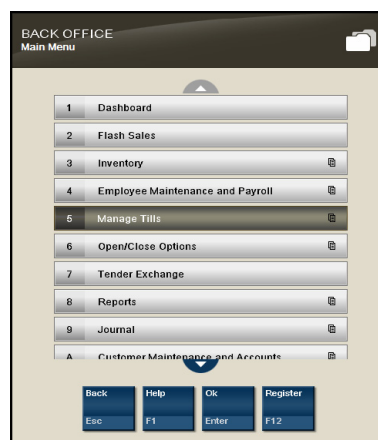 BACK OFFICE
Main Menu
1 Dashboard
2 Flash Sales
3 Inventory
4 Employee Maintenance and Payroll
5 Manage Tills
6 Open/Close Options
7 Tender Exchange
8 Reports
9 Journal
A Customer Maintenance and Accounts
Back Help Ok Register
Esc F1 Enter F12